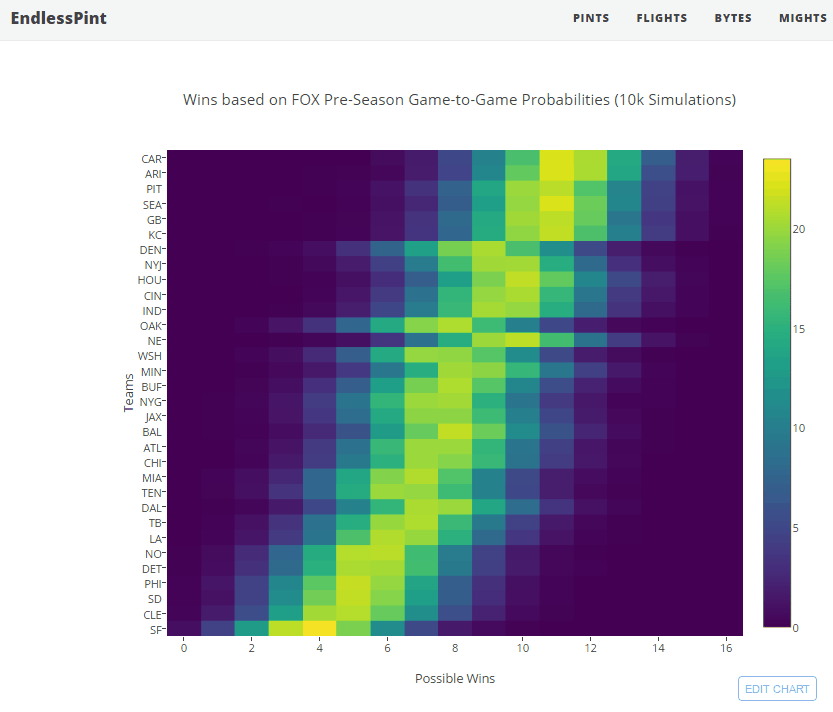 EndlessPint
PINTS FLIGHTS BYTES MIGHTS
Wins based on FOX Pre-Season Game-to-Game Probabilities (10k Simulations)
CAR
ARI
PIT
SEA
GB
KC
DEN
NYJ
HOU
CIN
IND
OAK
NE
WSH
MIN
BUF
NYG
JAX
BAL
ATL
CHI
MIA
TEN
DAL
TB
LA
NO
DET
PHI
SD
CLE
SF
Teams
0 2 4 6 8 10 12 14 16
Possible Wins
20
15
10
5
0
EDIT CHART